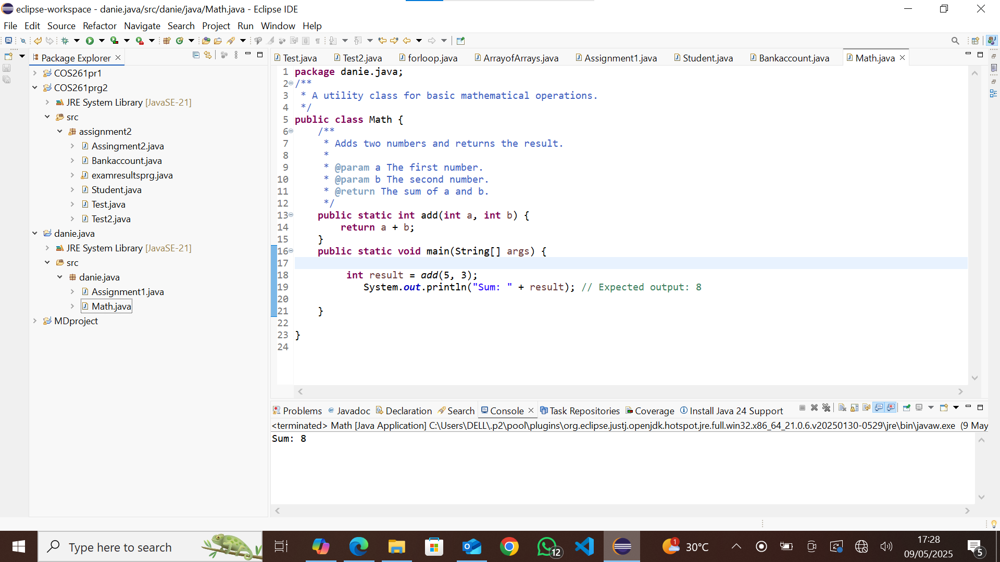 eclipse-workspace - danie.java/src/danie/java/Math.java - Eclipse IDE
File Edit Source Refactor Navigate Search Project Run Window Help
Package Explorer
COS261pr1
COS261prg2
JRE System Library [JavaSE-21]
src
assignment2
Assingment2.java
Bankaccount.java
examresultsprg.java
Student.java
Test.java
Test2.java
danie.java
JRE System Library [JavaSE-21]
src
danie.java
Assignment1.java
Math.java
MDproject
Test.java Test2.java forloop.java ArrayofArrays.java Assignment1.java Student.java Bankaccount.java Math.java
1 package danie.java;
2 /**
3 * A utility class for basic mathematical operations.
4 */
5 public class Math {
6 /**
7 * Adds two numbers and returns the result.
8 *
9 * @param a The first number.
10 * @param b The second number.
11 * @return The sum of a and b.
12 */
13 public static int add(int a, int b) {
14 return a + b;
15 }
16 public static void main(String[] args) {
17
18 int result = add(5, 3);
19 System.out.println("Sum: " + result); // Expected output: 8
20
21 }
22
23 }
24
Problems @ Javadoc Declaration Search Console Task Repositories Coverage Install Java 24 Support
<terminated> Math [Java Application] C:\Users\DELL\.p2\pool\plugins\org.eclipse.justj.openjdk.hotspot.jre.full.win32.x86_64_21.0.6.v20250130-0529\jre\bin\javaw.exe (9 May
Sum: 8
Type here to search
12
1
30°C
17:28
09/05/2025
5